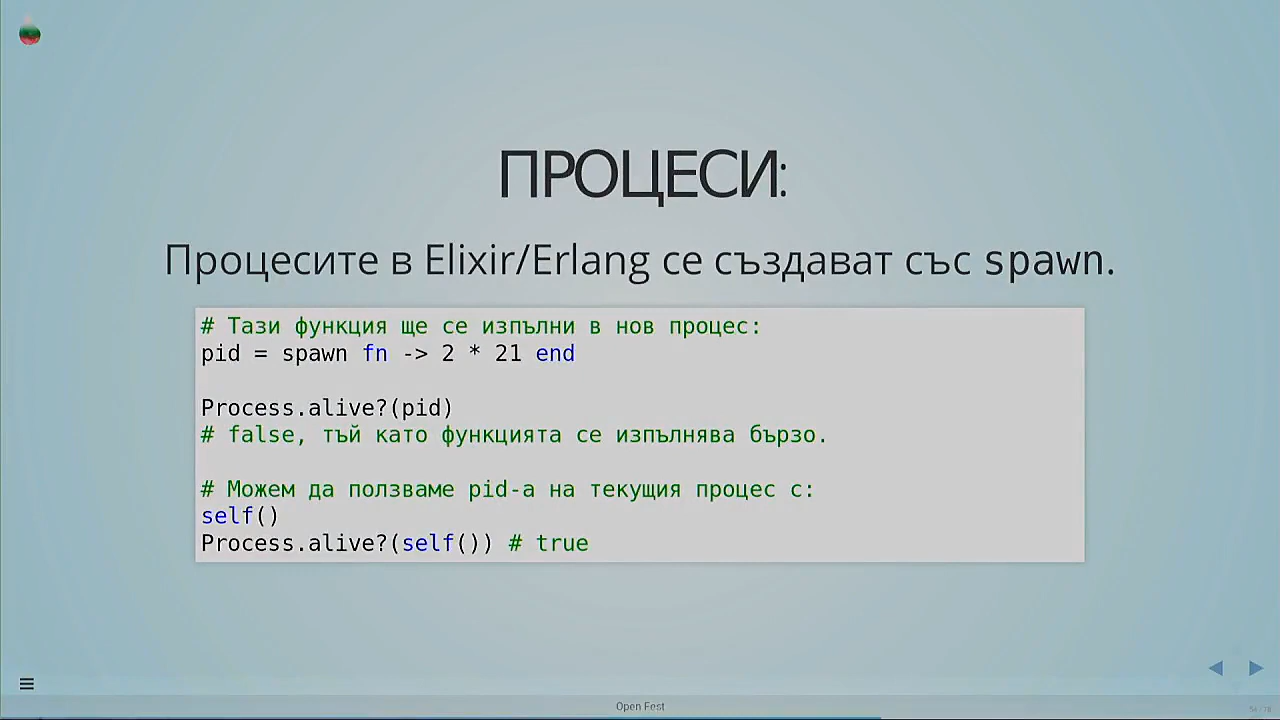 ПРОЦЕСИ:
Процесите в Elixir/Erlang се създават със spawn.
# Тази функция ще се изпълни в нов процес:
pid = spawn fn -> 2 * 21 end
Process.alive?(pid)
# false, тъй като функцията се изпълнява бързо.
# Можем да ползваме pid-а на текущия процес с:
self()
Process.alive?(self()) # true
Open Fest